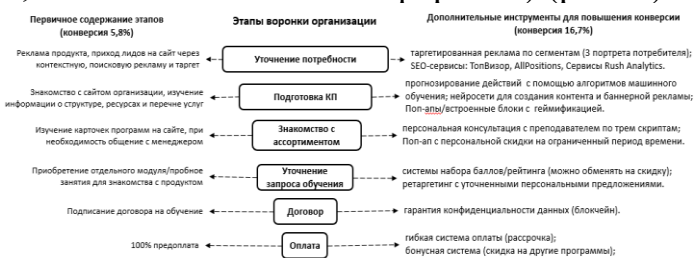 Первичное содержание этапов
(конверсия 5,8%)
Этапы воронки организации
Дополнительные инструменты для повышения конверсии
(конверсия 16,7%)
Реклама продукта, приход лидов на сайт через
контекстную, поисковую рекламу и таргет
Уточнение потребности
таргетированная реклама по сегментам (3 портрета потребителя);
SEO-сервисы: ТопВизор, AllPositions, Сервисы Rush Analytics.
Знакомство с сайтом организации, изучение
информации о структуре, ресурсах и перечне услуг
Подготовка КП
прогнозирование действий с помощью алгоритмов машинного
обучения; нейросети для создания контента и баннерной рекламы;
Поп-апы/встроенные блоки с геймификацией.
Изучение карточек программ на сайте, при
необходимость общение с менеджером
Знакомство с
ассортиментом
персональная консультация с преподавателем по трем скриптам;
Поп-ап с персональной скидки на ограниченный период времени.
Приобретение отдельного модуля/пробное
занятия для знакомства с продуктом
Уточнение
запроса обучения
системы набора баллов/рейтинга (можно обменять на скидку);
ретаргетинг с уточненными персональными предложениями.
Подписание договора на обучение
Договор
гарантия конфиденциальности данных (блокчейн).
100% предоплата
Оплата
гибкая система оплаты (рассрочка);
бонусная система (скидка на другие программы);